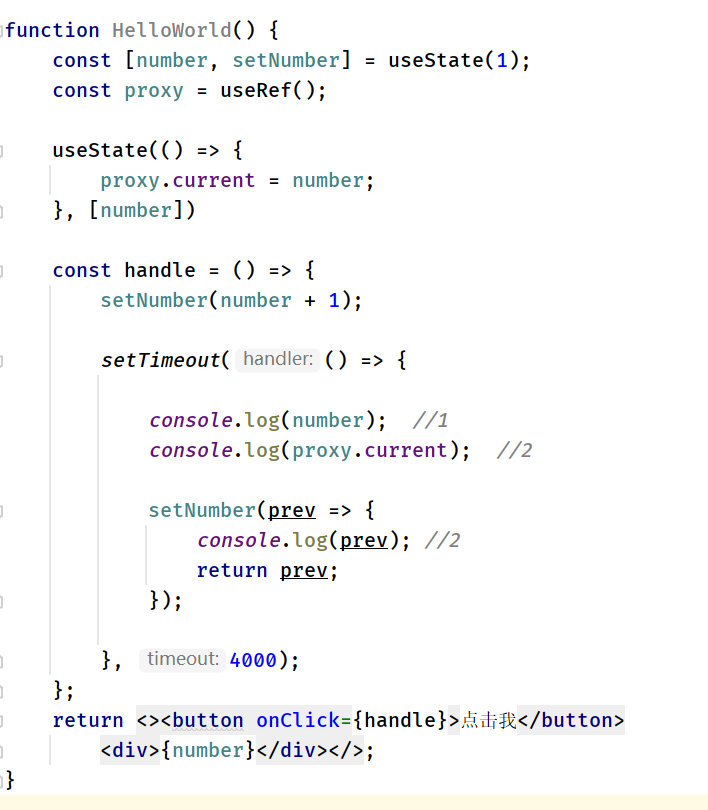 function HelloWorld() {
const [number, setNumber] = useState(1);
const proxy = useRef();
useState(() => {
proxy.current = number;
}, [number])
const handle = () => {
setNumber(number + 1);
setTimeout( handler: () => {
console.log(number);  //1
console.log(proxy.current);  //2
setNumber(prev => {
console.log(prev); //2
return prev;
});
}, timeout: 4000);
};
return <><button onClick={handle}>点击我</button>
<div>{number}</div></>;
}